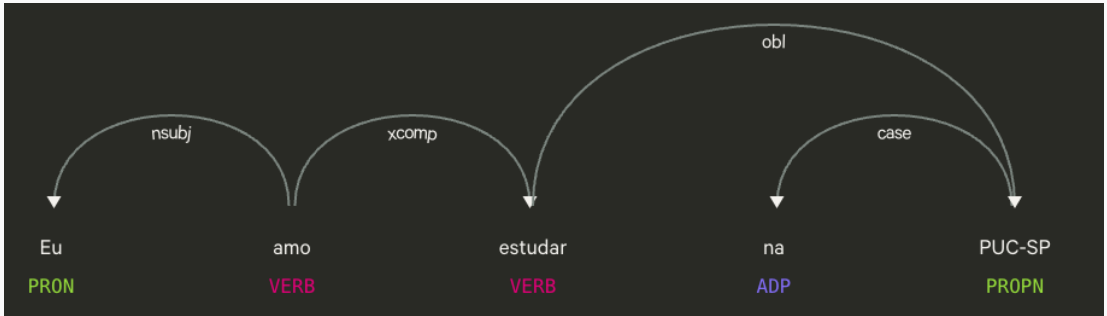 obl
nsubj xcomp case
Eu amo estudar na PUC-SP
PRON VERB VERB ADP PROPN